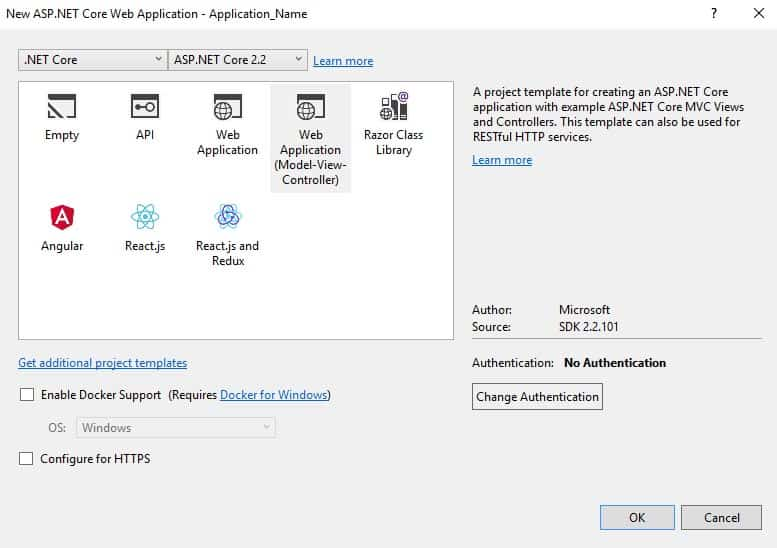 New ASP.NET Core Web Application - Application_Name
?
.NET Core
ASP.NET Core 2.2
Learn more
Empty
API
Web
Application
Web
Application
(Model-View-
Controller)
Razor Class
Library
Angular
React.js
React.js and
Redux
A project template for creating an ASP.NET Core
application with example ASP.NET Core MVC Views
and Controllers. This template can also be used for
RESTful HTTP services.
Learn more
Author: Microsoft
Source: SDK 2.2.101
Get additional project templates
Authentication: No Authentication
Enable Docker Support (Requires Docker for Windows)
Change Authentication
OS: Windows
Configure for HTTPS
OK
Cancel